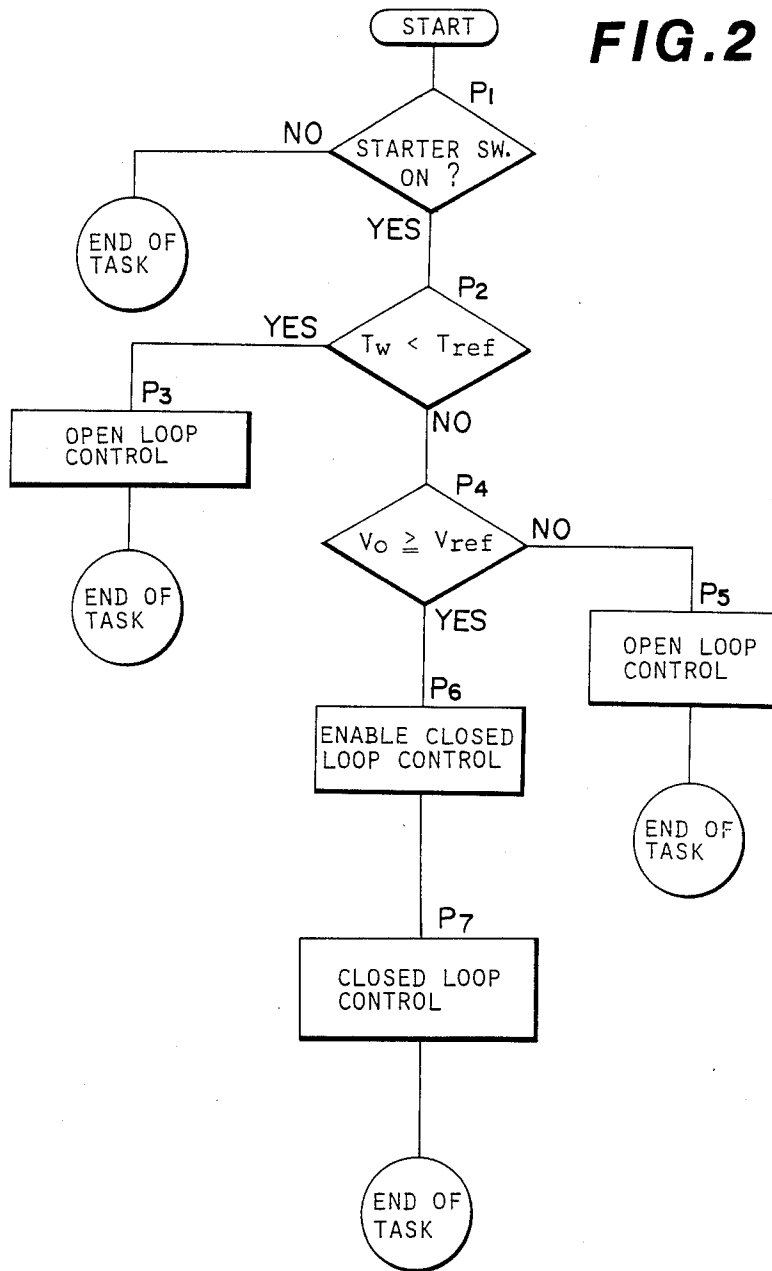 START
FIG.2
P1
NO
STARTER SW.
ON ?
YES
END OF
TASK
P2
YES
Tw < Tref
P3
NO
OPEN LOOP
CONTROL
P4
NO
Vo ≧ Vref
END OF
TASK
P5
YES
OPEN LOOP
CONTROL
P6
ENABLE CLOSED
LOOP CONTROL
END OF
TASK
P7
CLOSED LOOP
CONTROL
END OF
TASK